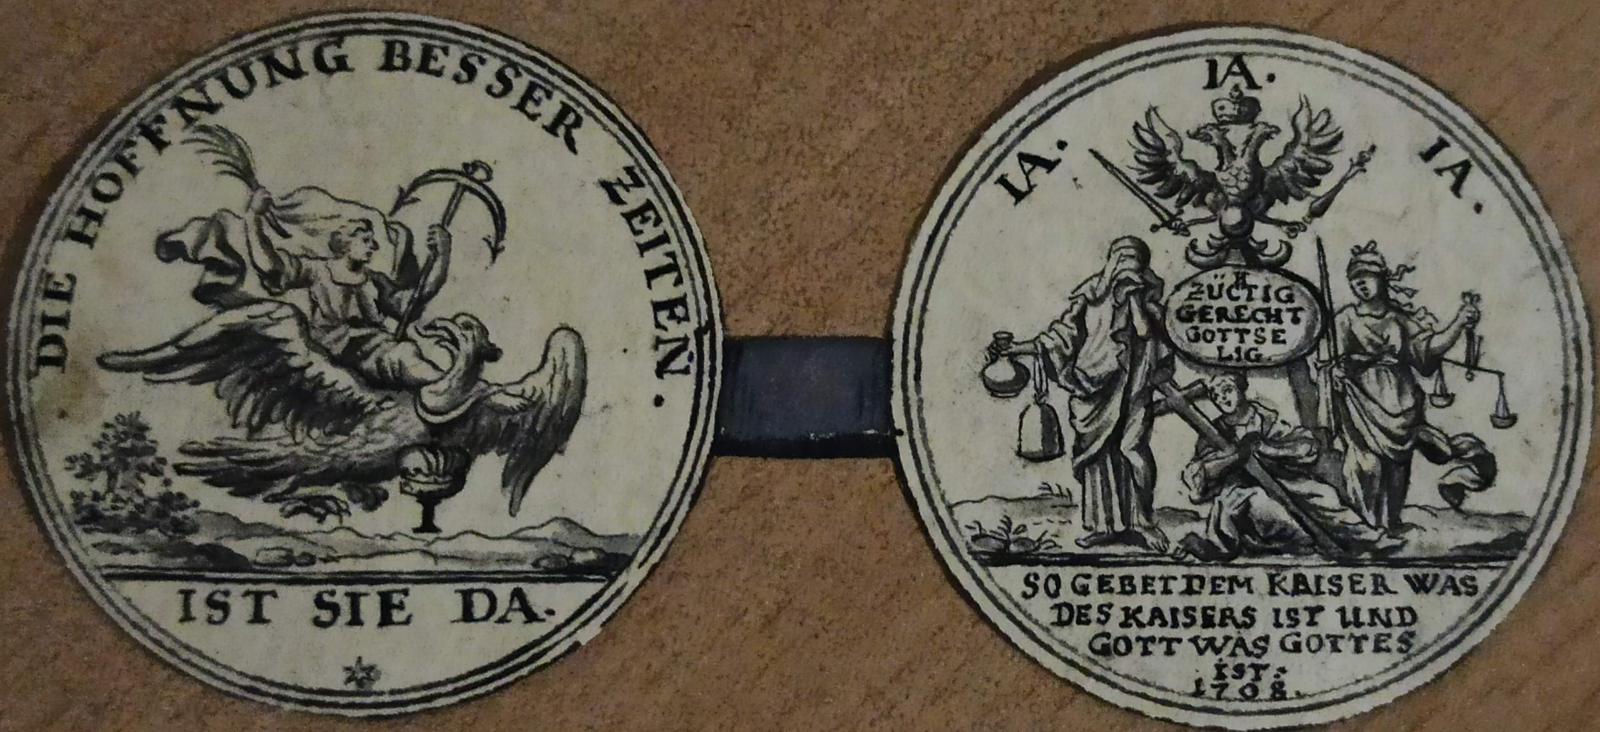 DIE HOFFNUNG BESSER ZEITEN.
IST SIE DA.
IA. IA. IA.
H
ZÜCTIG
GERECHT
GOTTSE
LIG
SO GEBET DEM KAISER WAS
DES KAISERS IST UND
GOTT WAS GOTTES
IST:
1708.